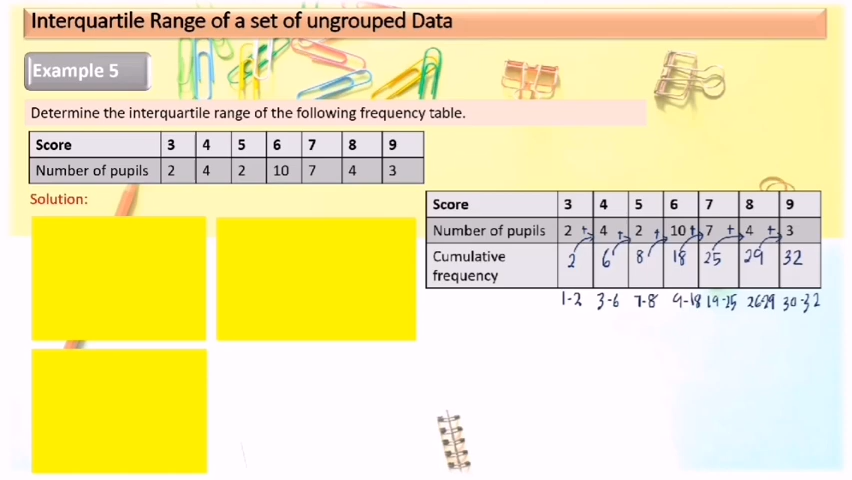 Interquartile Range of a set of ungrouped Data
Example 5
Determine the interquartile range of the following frequency table.
Score 3 4 5 6 7 8 9
Number of pupils 2 4 2 10 7 4 3
Solution:
Score 3 4 5 6 7 8 9
Number of pupils 2 + 4 + 2 + 10 + 7 + 4 + 3
Cumulative frequency 2 6 8 18 25 29 32
1-2 3-6 7-8 9-18 19-25 26-29 30-32